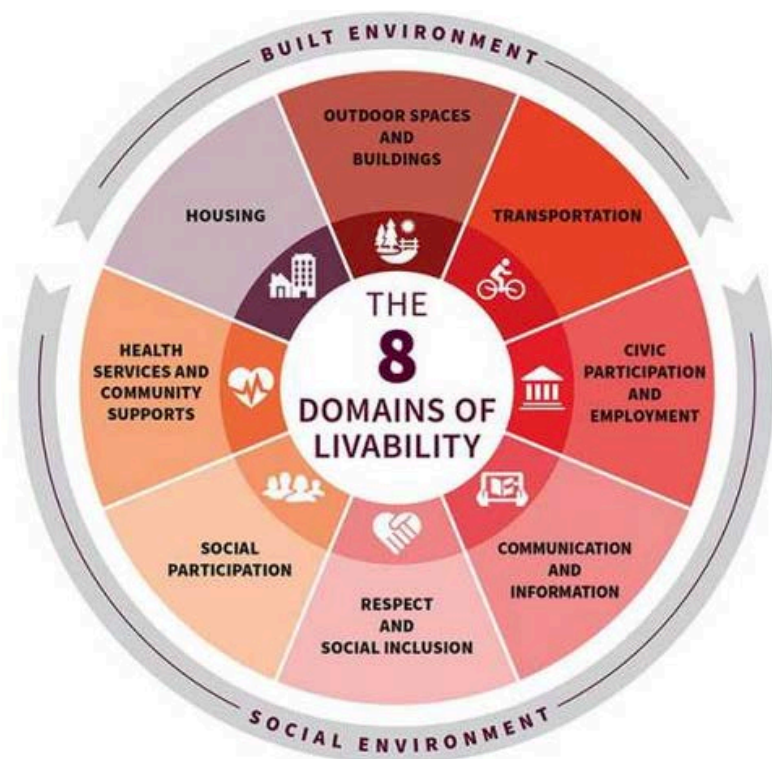 BUILT ENVIRONMENT
OUTDOOR SPACES
AND
BUILDINGS
HOUSING
TRANSPORTATION
THE
8
DOMAINS OF
LIVABILITY
HEALTH
SERVICES AND
COMMUNITY
SUPPORTS
CIVIC
PARTICIPATION
AND
EMPLOYMENT
SOCIAL
PARTICIPATION
COMMUNICATION
AND
INFORMATION
RESPECT
AND
SOCIAL INCLUSION
SOCIAL ENVIRONMENT